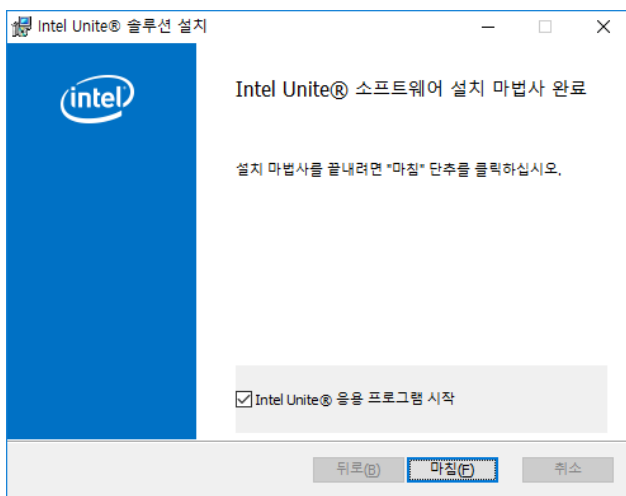 Intel Unite® 솔루션 설치
intel
Intel Unite® 소프트웨어 설치 마법사 완료
설치 마법사를 끝내려면 "마침" 단추를 클릭하십시오.
Intel Unite® 응용 프로그램 시작
뒤로(B) 마침(F) 취소